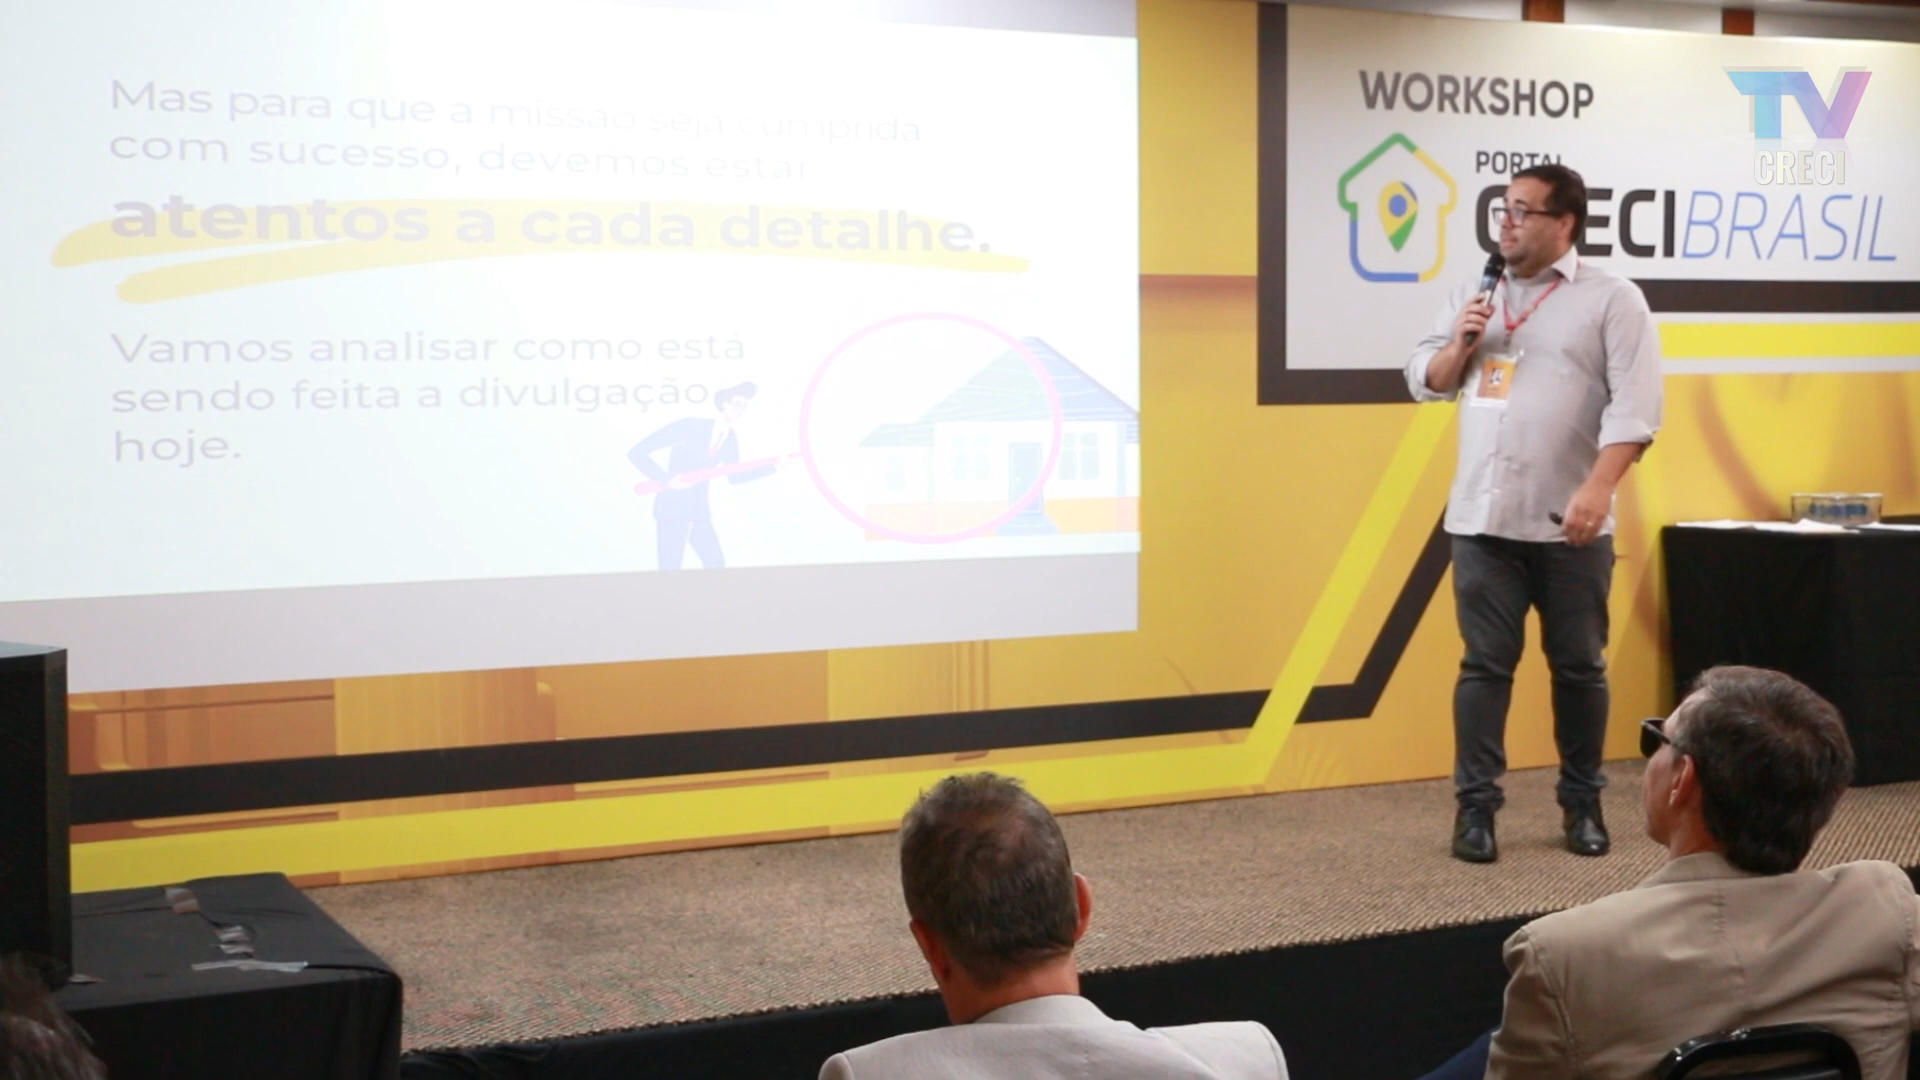 Mas para que a missão seja cumprida
com sucesso, devemos estar
atentos a cada detalhe.
Vamos analisar como está
sendo feita a divulgação
hoje.
WORKSHOP
PORTAL
CRECIBRASIL
TV
CRECI